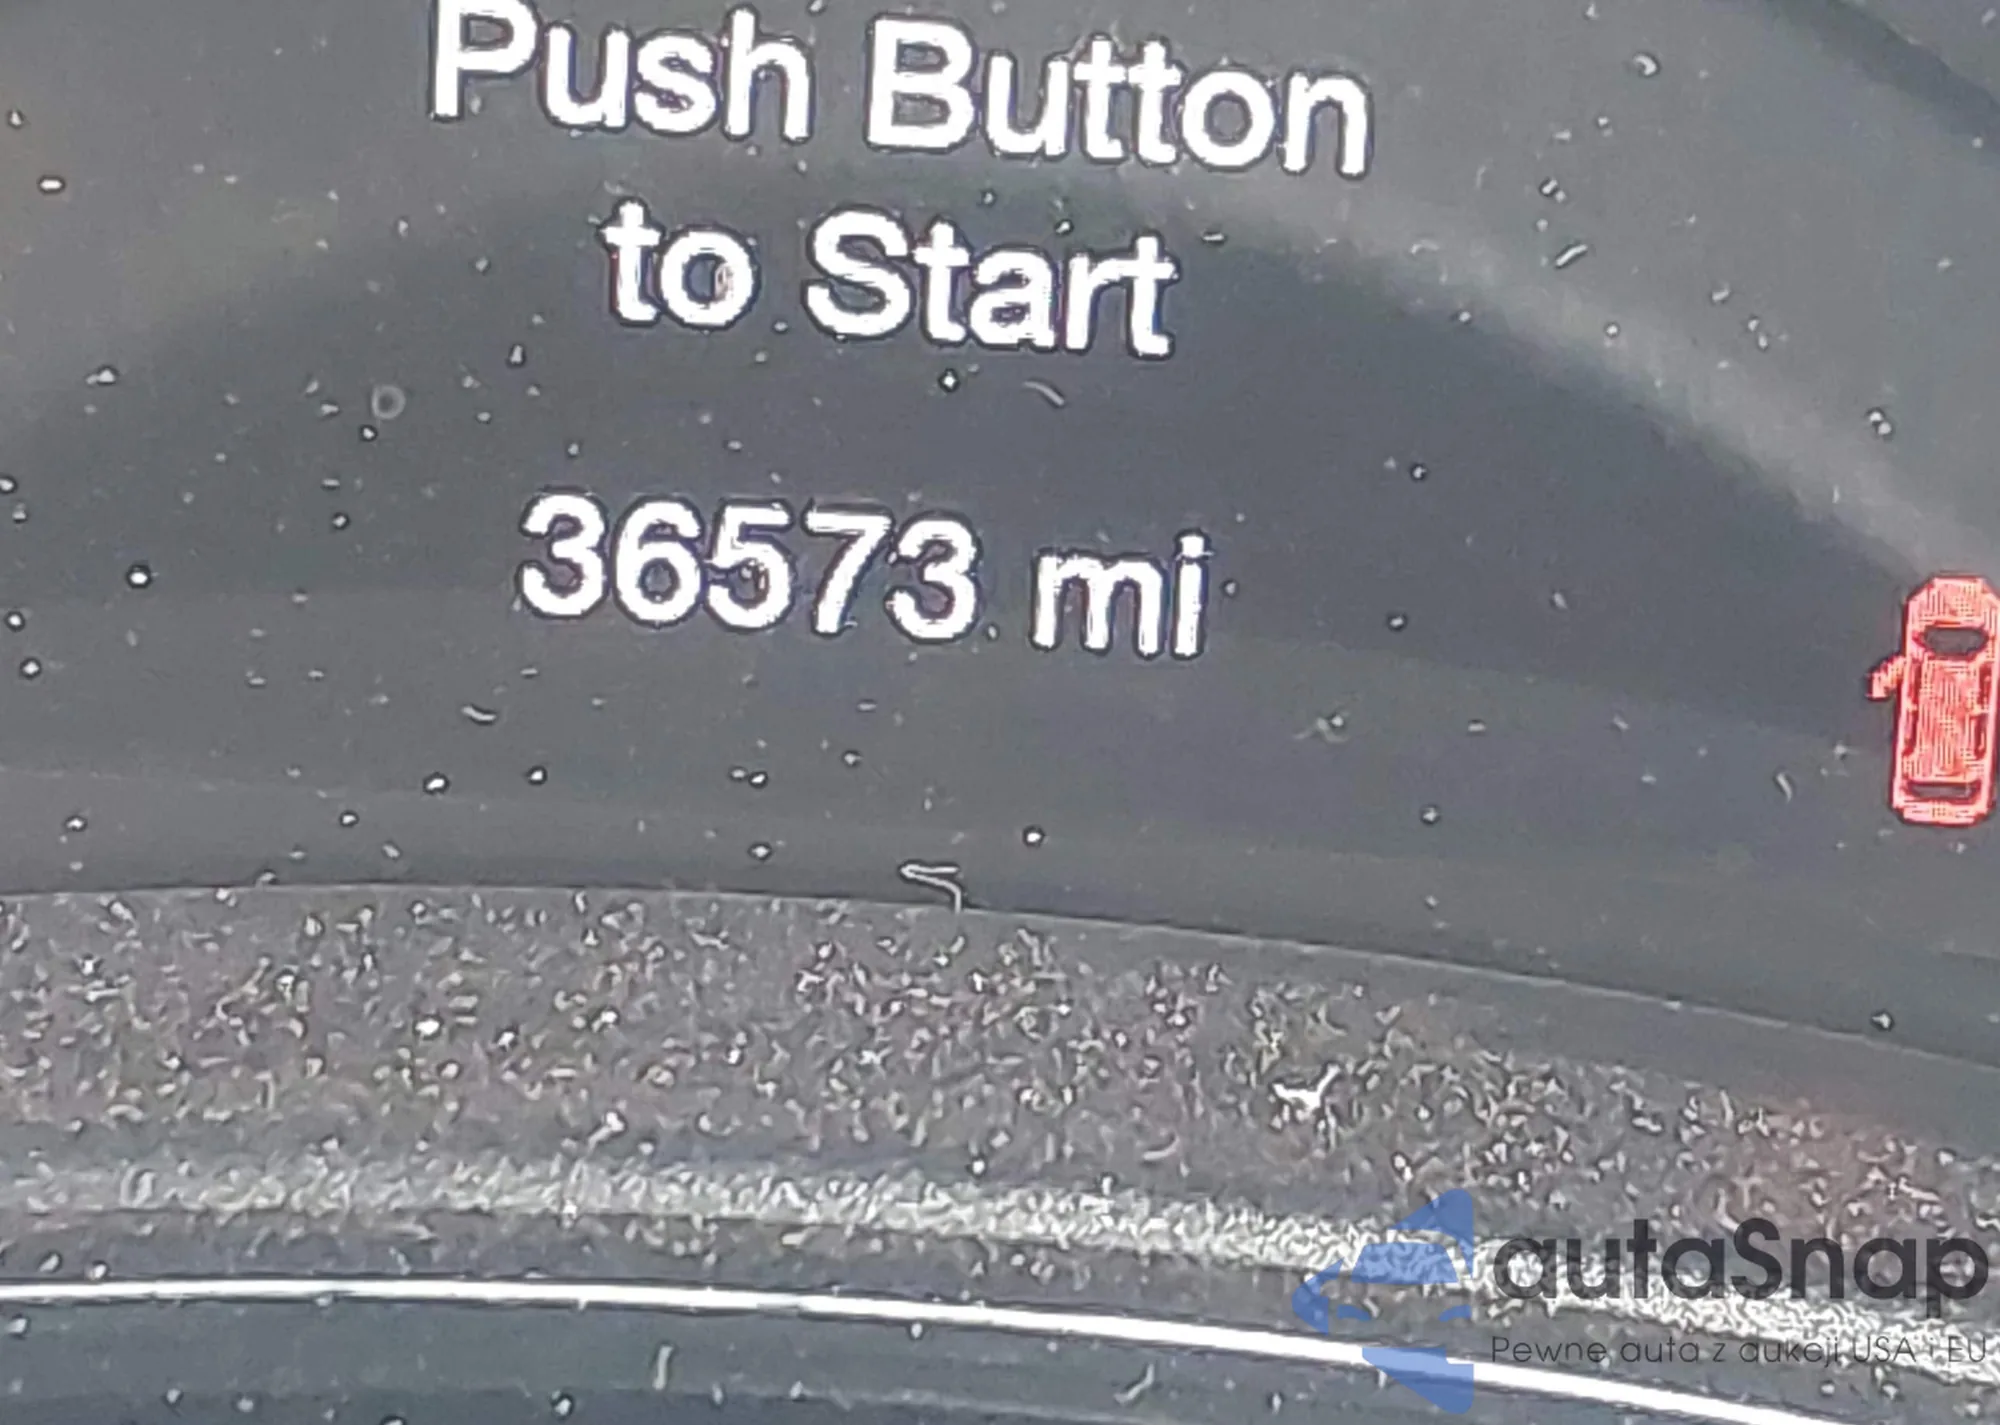 Push Button
to Start
36573 mi
autaSnap
Pewne auta z aukcji USA i EU